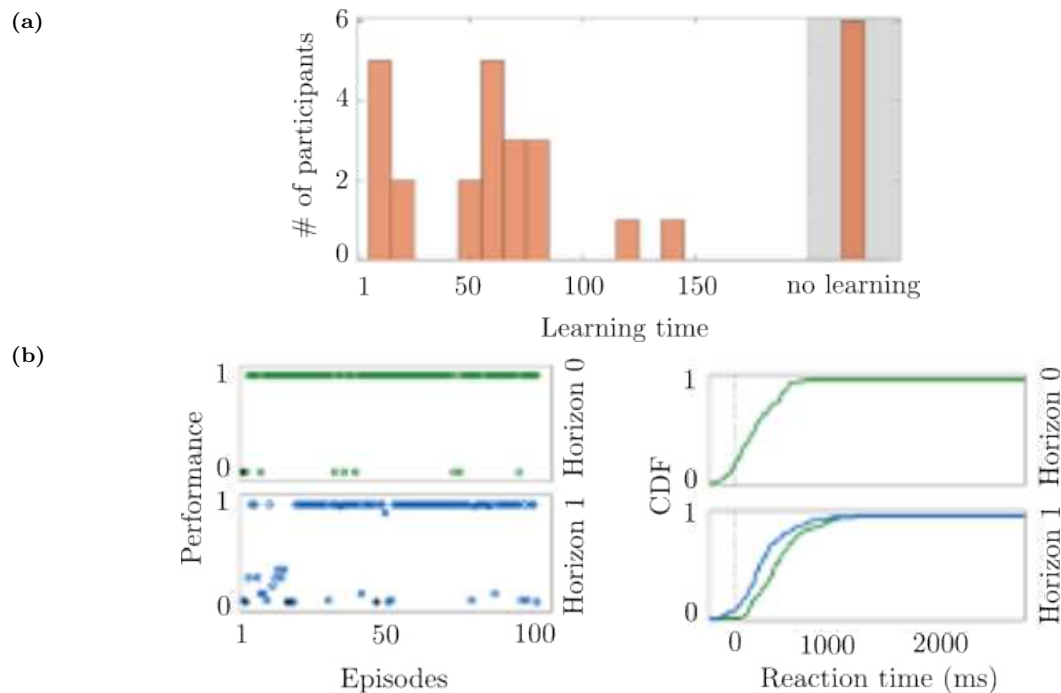 (a)
6
4
2
0
# of participants
1 50 100 150 no learning
Learning time
(b)
1
0
Horizon 0
1
0
Horizon 1
Performance
1 50 100
Episodes
1
0
Horizon 0
1
0
Horizon 1
CDF
0 1000 2000
Reaction time (ms)